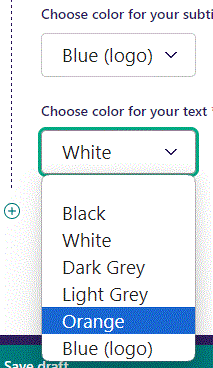 Choose color for your subti
Blue (logo)
Choose color for your text *
White
Black
White
Dark Grey
Light Grey
Orange
Blue (logo)
Save draft